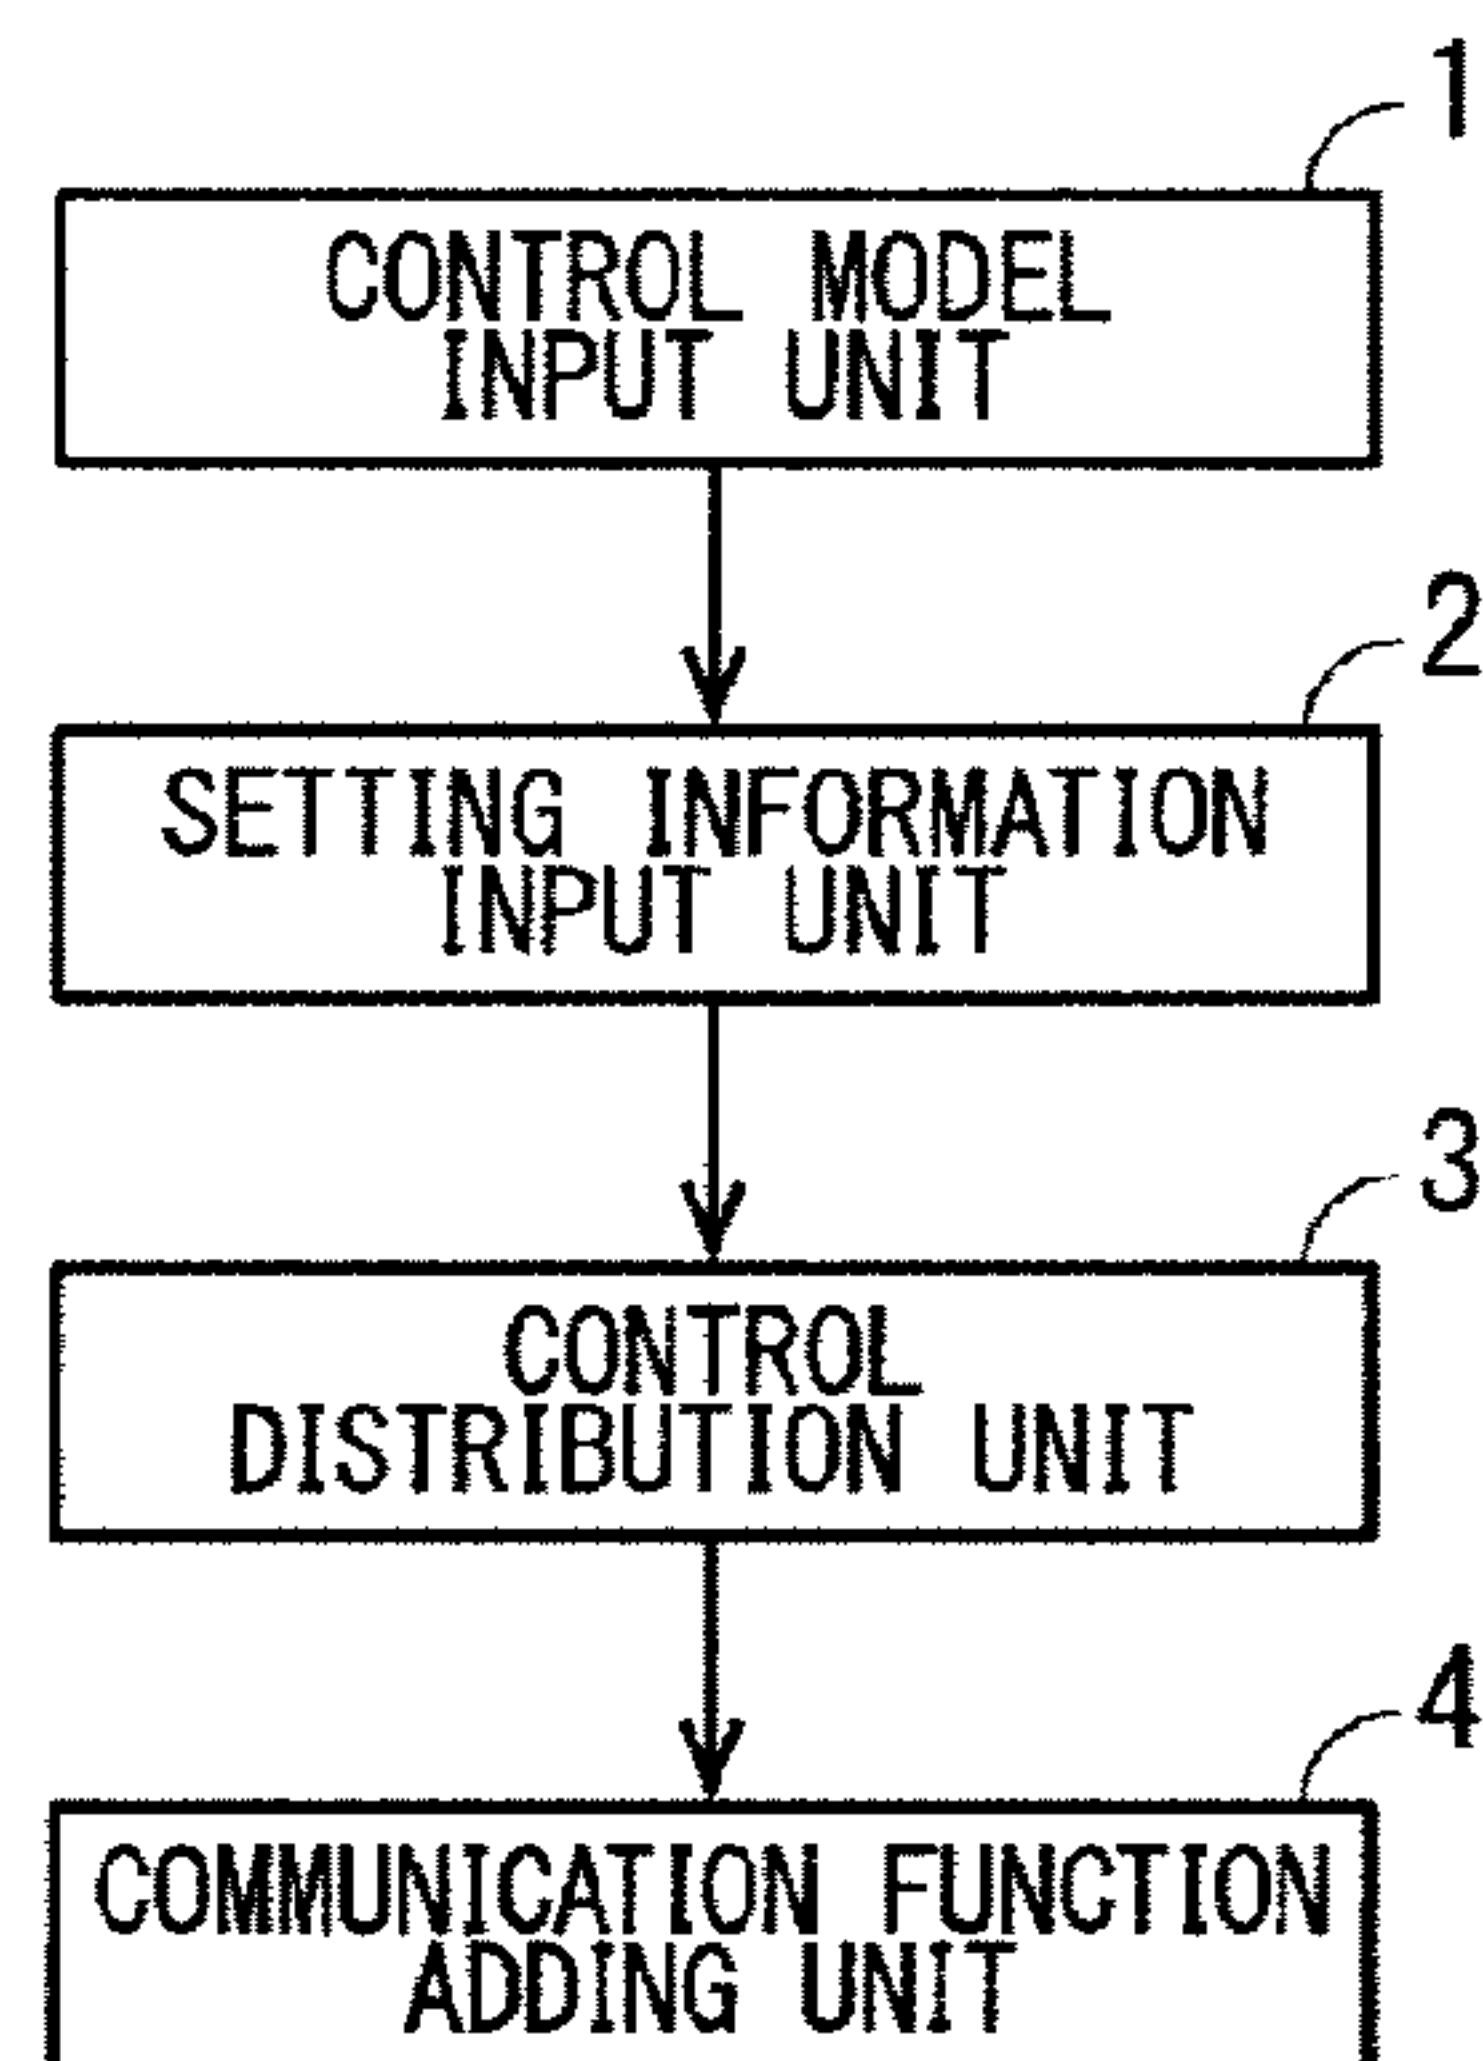 1
CONTROL MODEL
INPUT UNIT
2
SETTING INFORMATION
INPUT UNIT
3
CONTROL
DISTRIBUTION UNIT
4
COMMUNICATION FUNCTION
ADDING UNIT